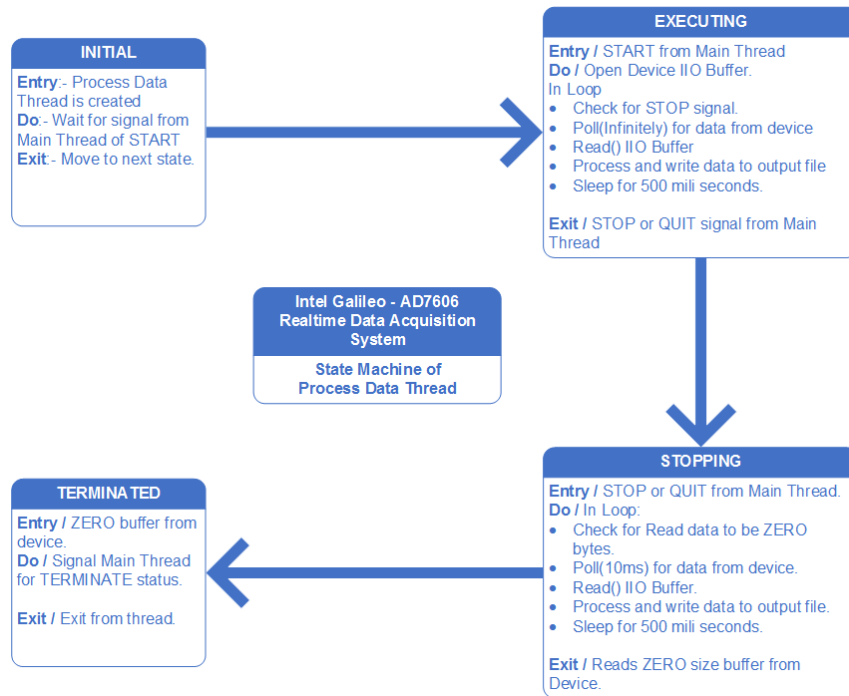 INITIAL
Entry:- Process Data
Thread is created
Do:- Wait for signal from
Main Thread of START
Exit:- Move to next state.
EXECUTING
Entry / START from Main Thread
Do / Open Device IIO Buffer.
In Loop
• Check for STOP signal.
• Poll(Infinitely) for data from device
• Read() IIO Buffer
• Process and write data to output file
• Sleep for 500 mili seconds.
Exit / STOP or QUIT signal from Main
Thread
Intel Galileo - AD7606
Realtime Data Acquisition
System
State Machine of
Process Data Thread
TERMINATED
Entry / ZERO buffer from
device.
Do / Signal Main Thread
for TERMINATE status.
Exit / Exit from thread.
STOPPING
Entry / STOP or QUIT from Main Thread.
Do / In Loop:
• Check for Read data to be ZERO
bytes.
• Poll(10ms) for data from device.
• Read() IIO Buffer.
• Process and write data to output file.
• Sleep for 500 mili seconds.
Exit / Reads ZERO size buffer from
Device.